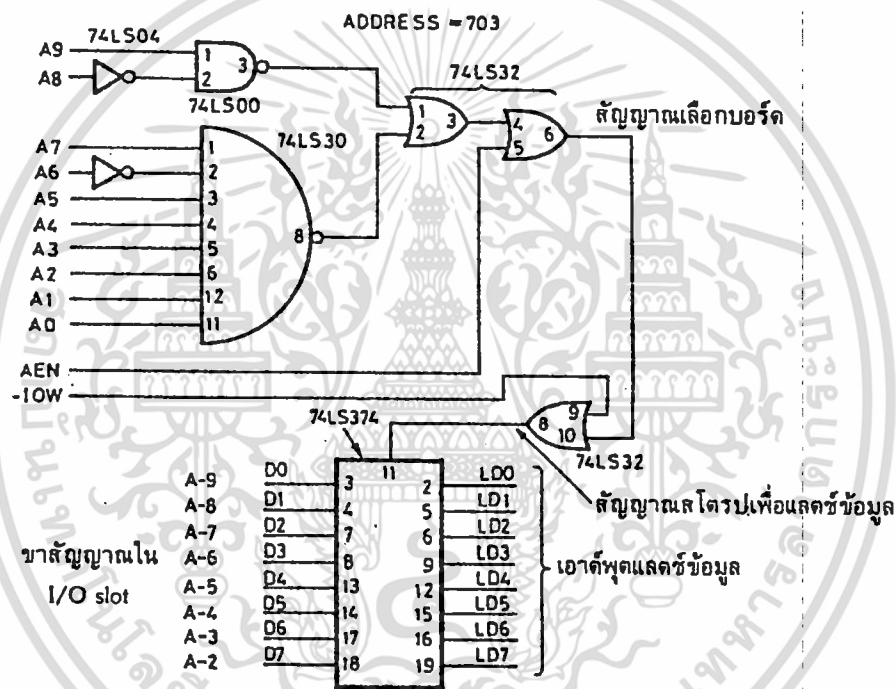 ADDRESS = 703
74LS04
A9
1
3
A8
2
74LS00
74LS32
1
3
2
4
6
5
สัญญาณเลือกบอร์ด
74LS30
A7
1
A6
2
A5
3
A4
4
A3
5
A2
6
A1
12
A0
11
8
AEN
-IOW
74LS374
9
8
10
74LS32
สัญญาณสโตรปเพื่อแลตช์ข้อมูล
11
A-9 D0 3 2 LD0
A-8 D1 4 5 LD1
A-7 D2 7 6 LD2
A-6 D3 8 9 LD3
A-5 D4 13 12 LD4
A-4 D5 14 15 LD5
A-3 D6 17 16 LD6
A-2 D7 18 19 LD7
ขาสัญญาณใน
I/O slot
เอาต์พุตแลตช์ข้อมูล